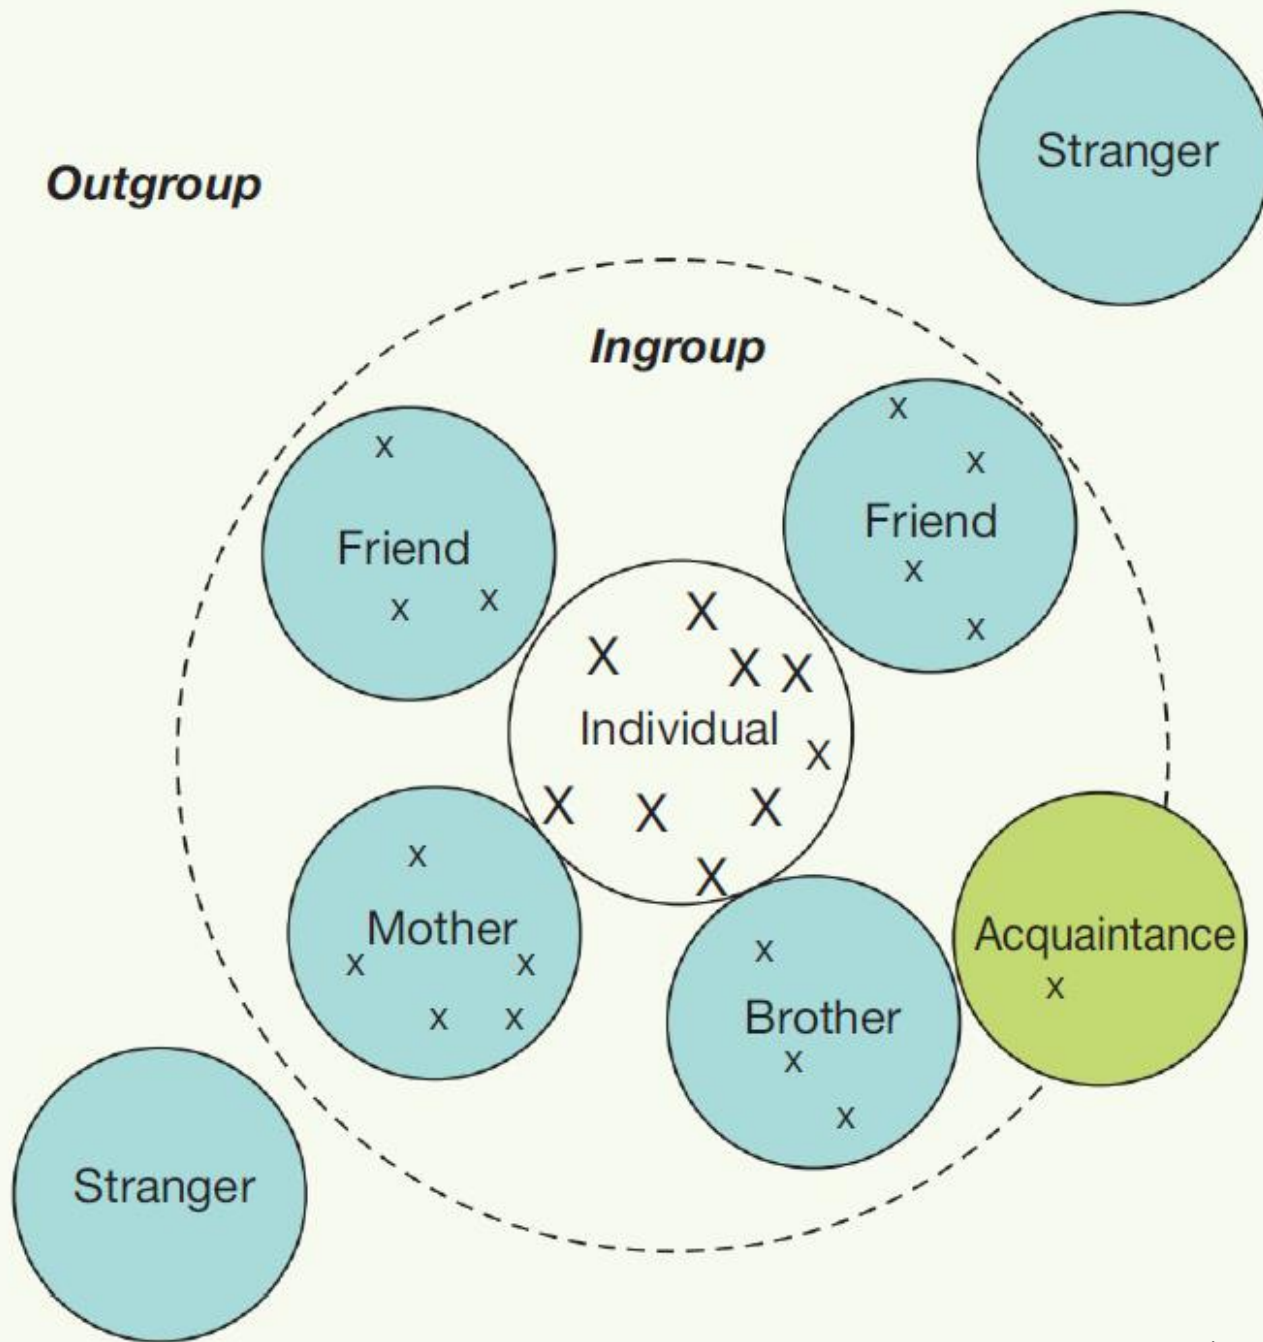 Stranger
Outgroup
Ingroup
x
x
x
Friend
Friend
x
x
x
x
X
X
X
X
Individual
X
X
X
X
X
x
Mother
x
x
x
x
Acquaintance
x
x
Brother
x
x
Stranger